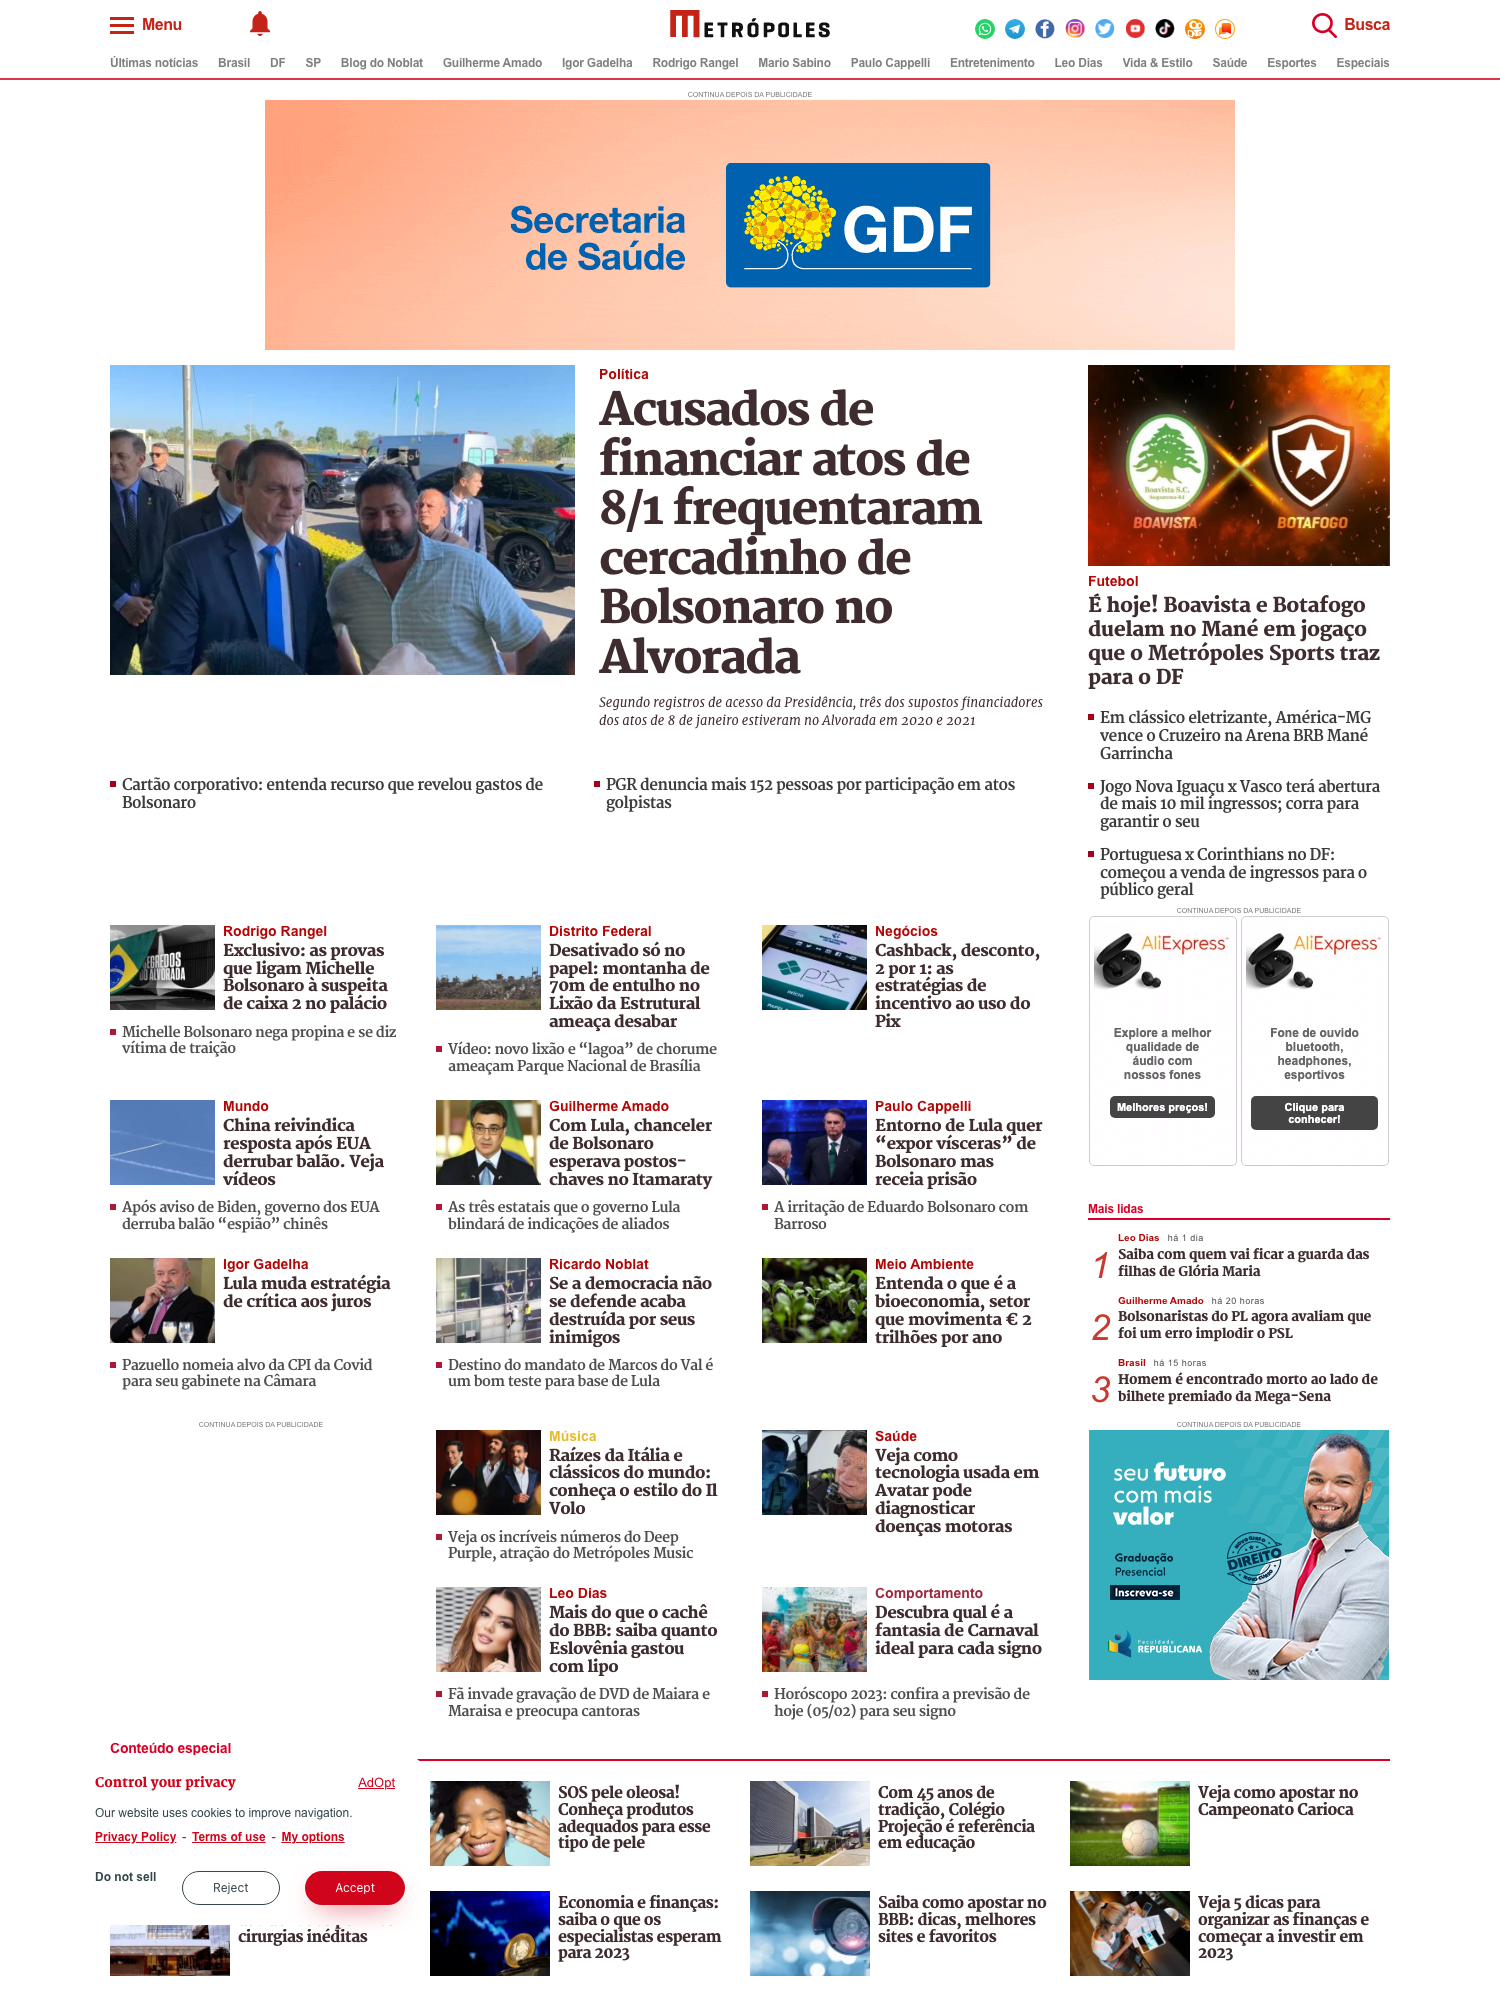 Menu
METRÓPOLES
Busca
Últimas notícias Brasil DF SP Blog do Noblat Guilherme Amado Igor Gadelha Rodrigo Rangel Mario Sabino Paulo Cappelli Entretenimento Leo Dias Vida & Estilo Saúde Esportes Especiais
CONTINUA DEPOIS DA PUBLICIDADE
Secretaria
de Saúde
GDF
Política
Acusados de
financiar atos de
8/1 frequentaram
cercadinho de
Bolsonaro no
Alvorada
Segundo registros de acesso da Presidência, três dos supostos financiadores
dos atos de 8 de janeiro estiveram no Alvorada em 2020 e 2021
Cartão corporativo: entenda recurso que revelou gastos de
Bolsonaro
PGR denuncia mais 152 pessoas por participação em atos
golpistas
Boavista S.C.
BOAVISTA
BOTAFOGO
Futebol
É hoje! Boavista e Botafogo
duelam no Mané em jogaço
que o Metrópoles Sports traz
para o DF
Em clássico eletrizante, América-MG
vence o Cruzeiro na Arena BRB Mané
Garrincha
Jogo Nova Iguaçu x Vasco terá abertura
de mais 10 mil ingressos; corra para
garantir o seu
Portuguesa x Corinthians no DF:
começou a venda de ingressos para o
público geral
CONTINUA DEPOIS DA PUBLICIDADE
AliExpress
Explore a melhor
qualidade de
áudio com
nossos fones
Melhores preços!
AliExpress
Fone de ouvido
bluetooth,
headphones,
esportivos
Clique para
conhecer!
SEGREDOS
DO ALVORADA
Rodrigo Rangel
Exclusivo: as provas
que ligam Michelle
Bolsonaro à suspeita
de caixa 2 no palácio
Michelle Bolsonaro nega propina e se diz
vítima de traição
Distrito Federal
Desativado só no
papel: montanha de
70m de entulho no
Lixão da Estrutural
ameaça desabar
Vídeo: novo lixão e “lagoa” de chorume
ameaçam Parque Nacional de Brasília
pix
Negócios
Cashback, desconto,
2 por 1: as
estratégias de
incentivo ao uso do
Pix
Mundo
China reivindica
resposta após EUA
derrubar balão. Veja
vídeos
Após aviso de Biden, governo dos EUA
derruba balão “espião” chinês
Guilherme Amado
Com Lula, chanceler
de Bolsonaro
esperava postos-
chaves no Itamaraty
As três estatais que o governo Lula
blindará de indicações de aliados
Paulo Cappelli
Entorno de Lula quer
“expor vísceras” de
Bolsonaro mas
receia prisão
A irritação de Eduardo Bolsonaro com
Barroso
Igor Gadelha
Lula muda estratégia
de crítica aos juros
Pazuello nomeia alvo da CPI da Covid
para seu gabinete na Câmara
Ricardo Noblat
Se a democracia não
se defende acaba
destruída por seus
inimigos
Destino do mandato de Marcos do Val é
um bom teste para base de Lula
Meio Ambiente
Entenda o que é a
bioeconomia, setor
que movimenta € 2
trilhões por ano
Mais lidas
1
Leo Dias há 1 dia
Saiba com quem vai ficar a guarda das
filhas de Glória Maria
2
Guilherme Amado há 20 horas
Bolsonaristas do PL agora avaliam que
foi um erro implodir o PSL
3
Brasil há 15 horas
Homem é encontrado morto ao lado de
bilhete premiado da Mega-Sena
CONTINUA DEPOIS DA PUBLICIDADE
CONTINUA DEPOIS DA PUBLICIDADE
Música
Raízes da Itália e
clássicos do mundo:
conheça o estilo do Il
Volo
Veja os incríveis números do Deep
Purple, atração do Metrópoles Music
Saúde
Veja como
tecnologia usada em
Avatar pode
diagnosticar
doenças motoras
seu futuro
com mais
valor
Graduação
Presencial
Inscreva-se
NOVO CURSO
DIREITO
NOVO CURSO
Faculdade
REPUBLICANA
Leo Dias
Mais do que o cachê
do BBB: saiba quanto
Eslovênia gastou
com lipo
Fã invade gravação de DVD de Maiara e
Maraisa e preocupa cantoras
Comportamento
Descubra qual é a
fantasia de Carnaval
ideal para cada signo
Horóscopo 2023: confira a previsão de
hoje (05/02) para seu signo
Conteúdo especial
Control your privacy
AdOpt
Our website uses cookies to improve navigation.
Privacy Policy - Terms of use - My options
Do not sell
Reject
Accept
SOS pele oleosa!
Conheça produtos
adequados para esse
tipo de pele
Com 45 anos de
tradição, Colégio
Projeção é referência
em educação
Veja como apostar no
Campeonato Carioca
cirurgias inéditas
Economia e finanças:
saiba o que os
especialistas esperam
para 2023
Saiba como apostar no
BBB: dicas, melhores
sites e favoritos
Veja 5 dicas para
organizar as finanças e
começar a investir em
2023